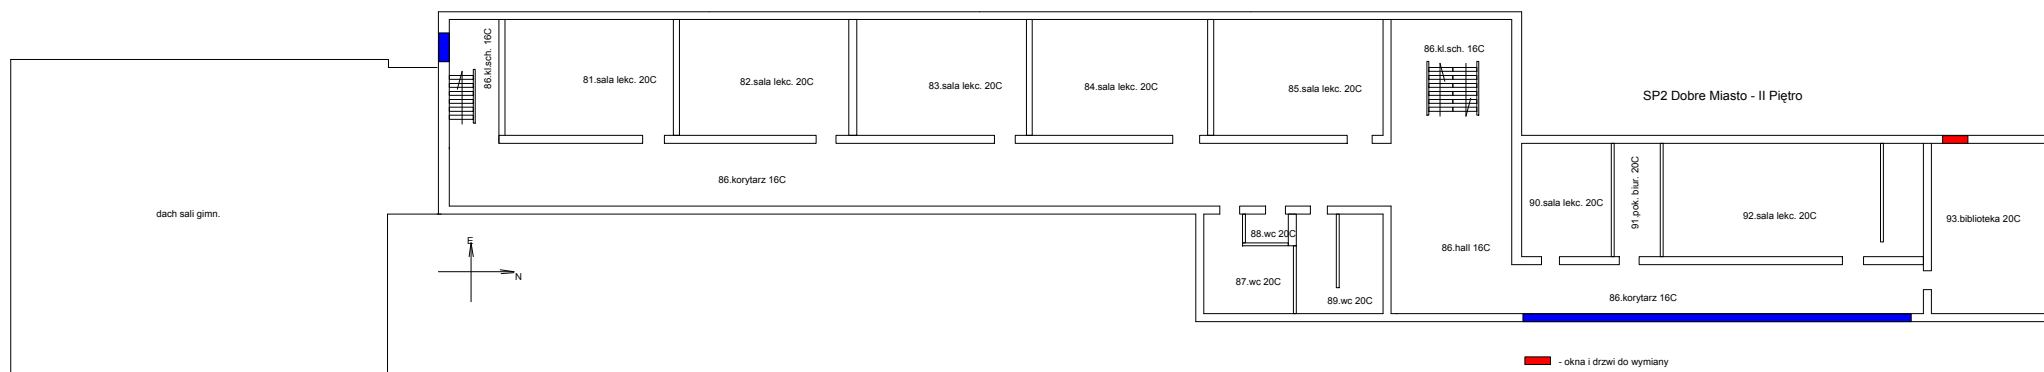 86.kl.sch. 16C
81.sala lekc. 20C
82.sala lekc. 20C
83.sala lekc. 20C
84.sala lekc. 20C
85.sala lekc. 20C
86.kl.sch. 16C
SP2 Dobre Miasto - II Piętro
86.korytarz 16C
dach sali gimn.
90.sala lekc. 20C
91.pok. biur. 20C
92.sala lekc. 20C
93.biblioteka 20C
88.wc 20C
86.hall 16C
E
N
87.wc 20C
89.wc 20C
86.korytarz 16C
- okna i drzwi do wymiany